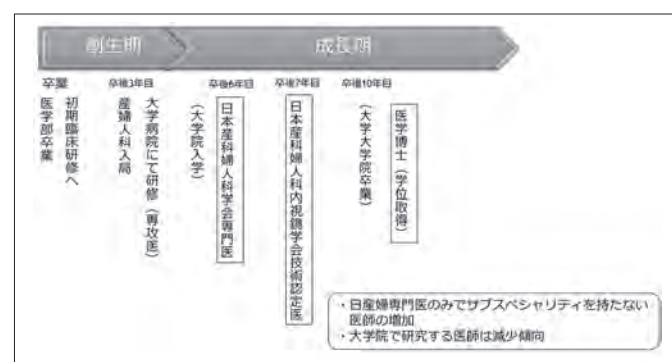 創生期
成長期
卒業
卒後3年目
卒後6年目
卒後7年目
卒後10年目
医学部卒業
初期臨床研修へ
産婦人科入局
大学病院にて研修（専攻医）
（大学院入学）
日本産科婦人科学会専門医
日本産科婦人科内視鏡学会技術認定医
（大学大学院卒業）
医学博士（学位取得）
・日産婦専門医のみでサブスペシャリティを持たない
医師の増加
・大学院で研究する医師は減少傾向